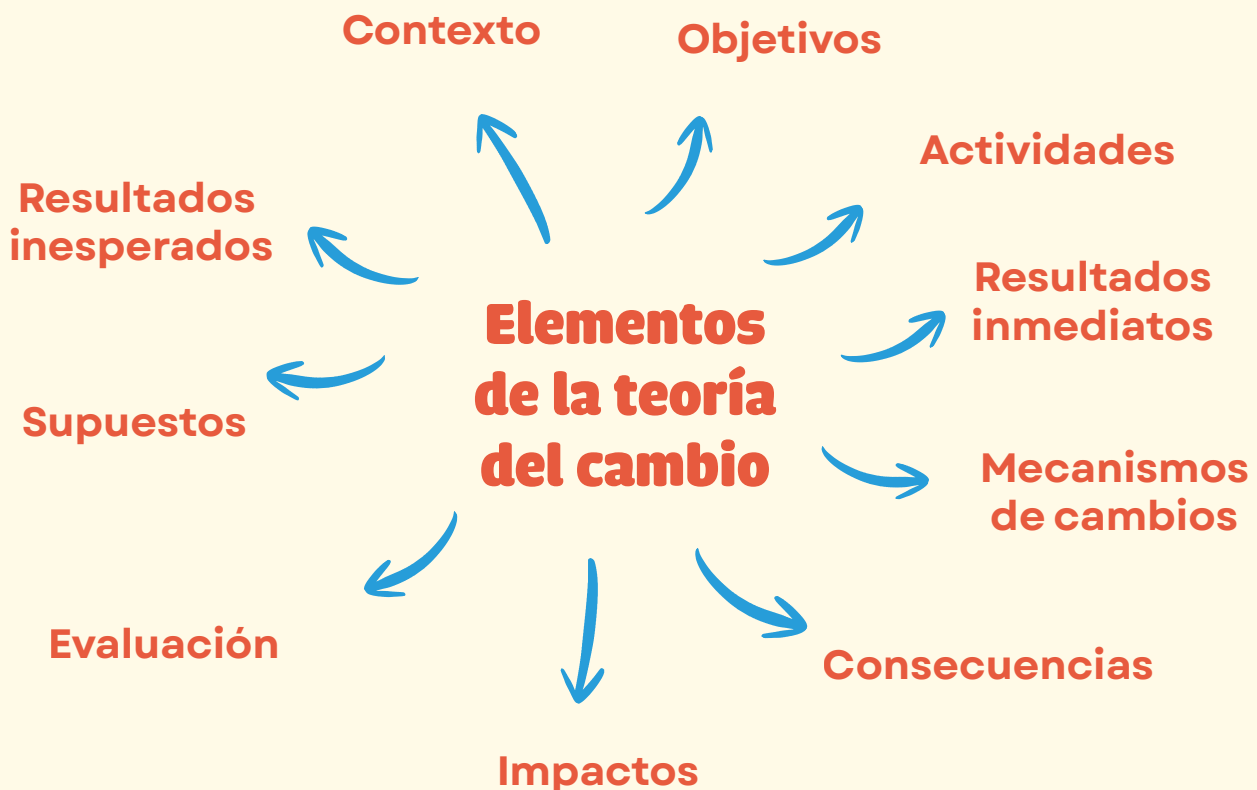 Contexto
Objetivos
Actividades
Resultados
inmediatos
Mecanismos
de cambios
Consecuencias
Impactos
Evaluación
Supuestos
Resultados
inesperados
Elementos
de la teoría
del cambio